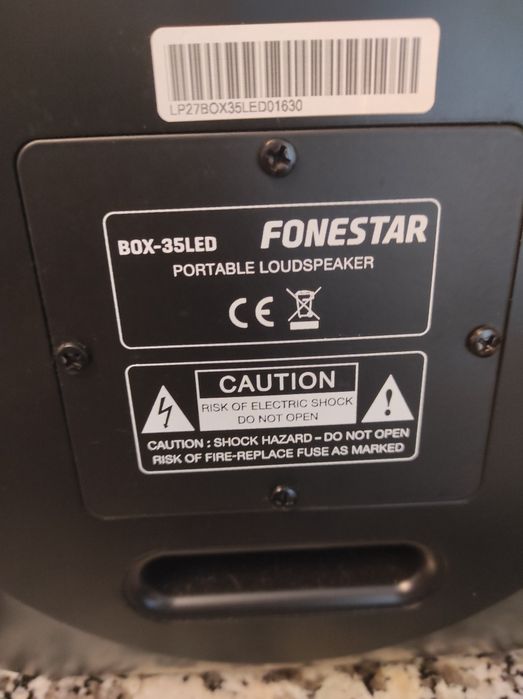 LP27BOX35LED01630
BOX-35LED FONESTAR
PORTABLE LOUDSPEAKER
CE
CAUTION
RISK OF ELECTRIC SHOCK
DO NOT OPEN
CAUTION : SHOCK HAZARD - DO NOT OPEN
RISK OF FIRE-REPLACE FUSE AS MARKED